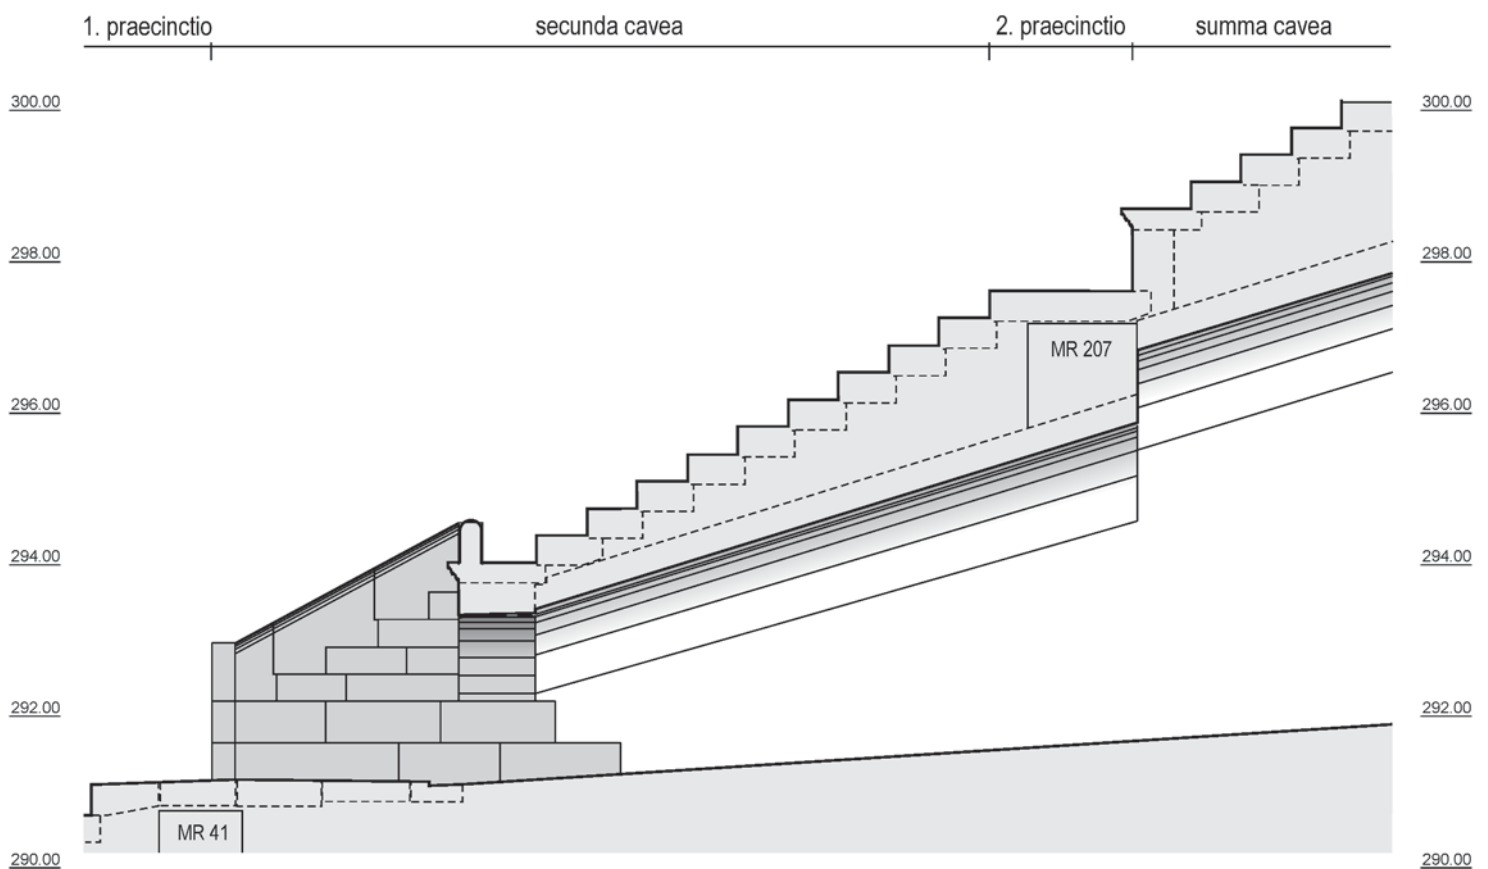 1. praecinctio secunda cavea 2. praecinctio summa cavea
300.00 300.00
298.00 298.00
MR 207
296.00 296.00
294.00 294.00
292.00 292.00
MR 41
290.00 290.00